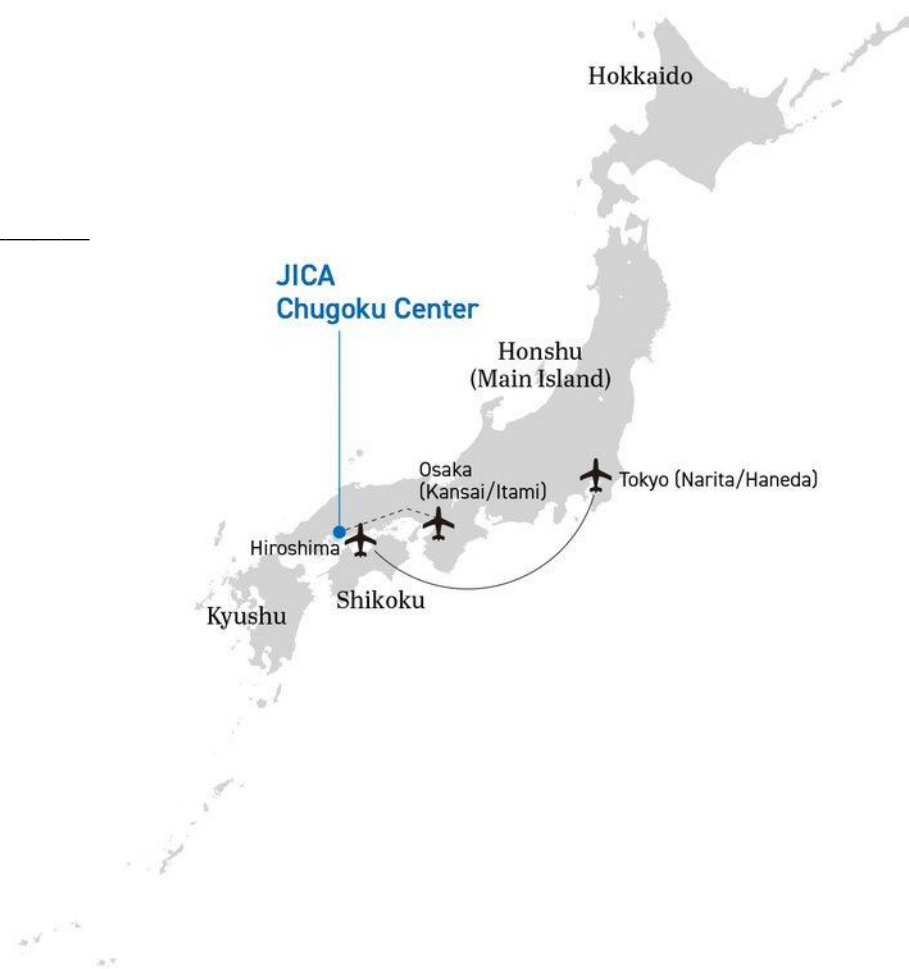 Hokkaido
JICA
Chugoku Center
Honshu
(Main Island)
Osaka
(Kansai/Itami)
Tokyo (Narita/Haneda)
Hiroshima
Shikoku
Kyushu